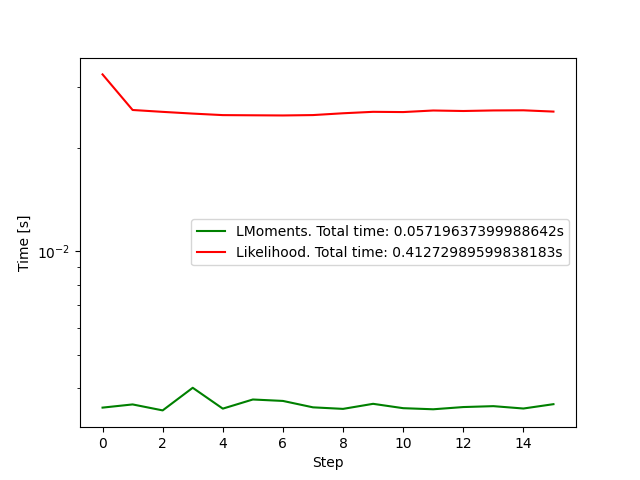 Time [s]
10⁻²
LMoments. Total time: 0.05719637399988642s
Likelihood. Total time: 0.41272989599838183s
0 2 4 6 8 10 12 14
Step